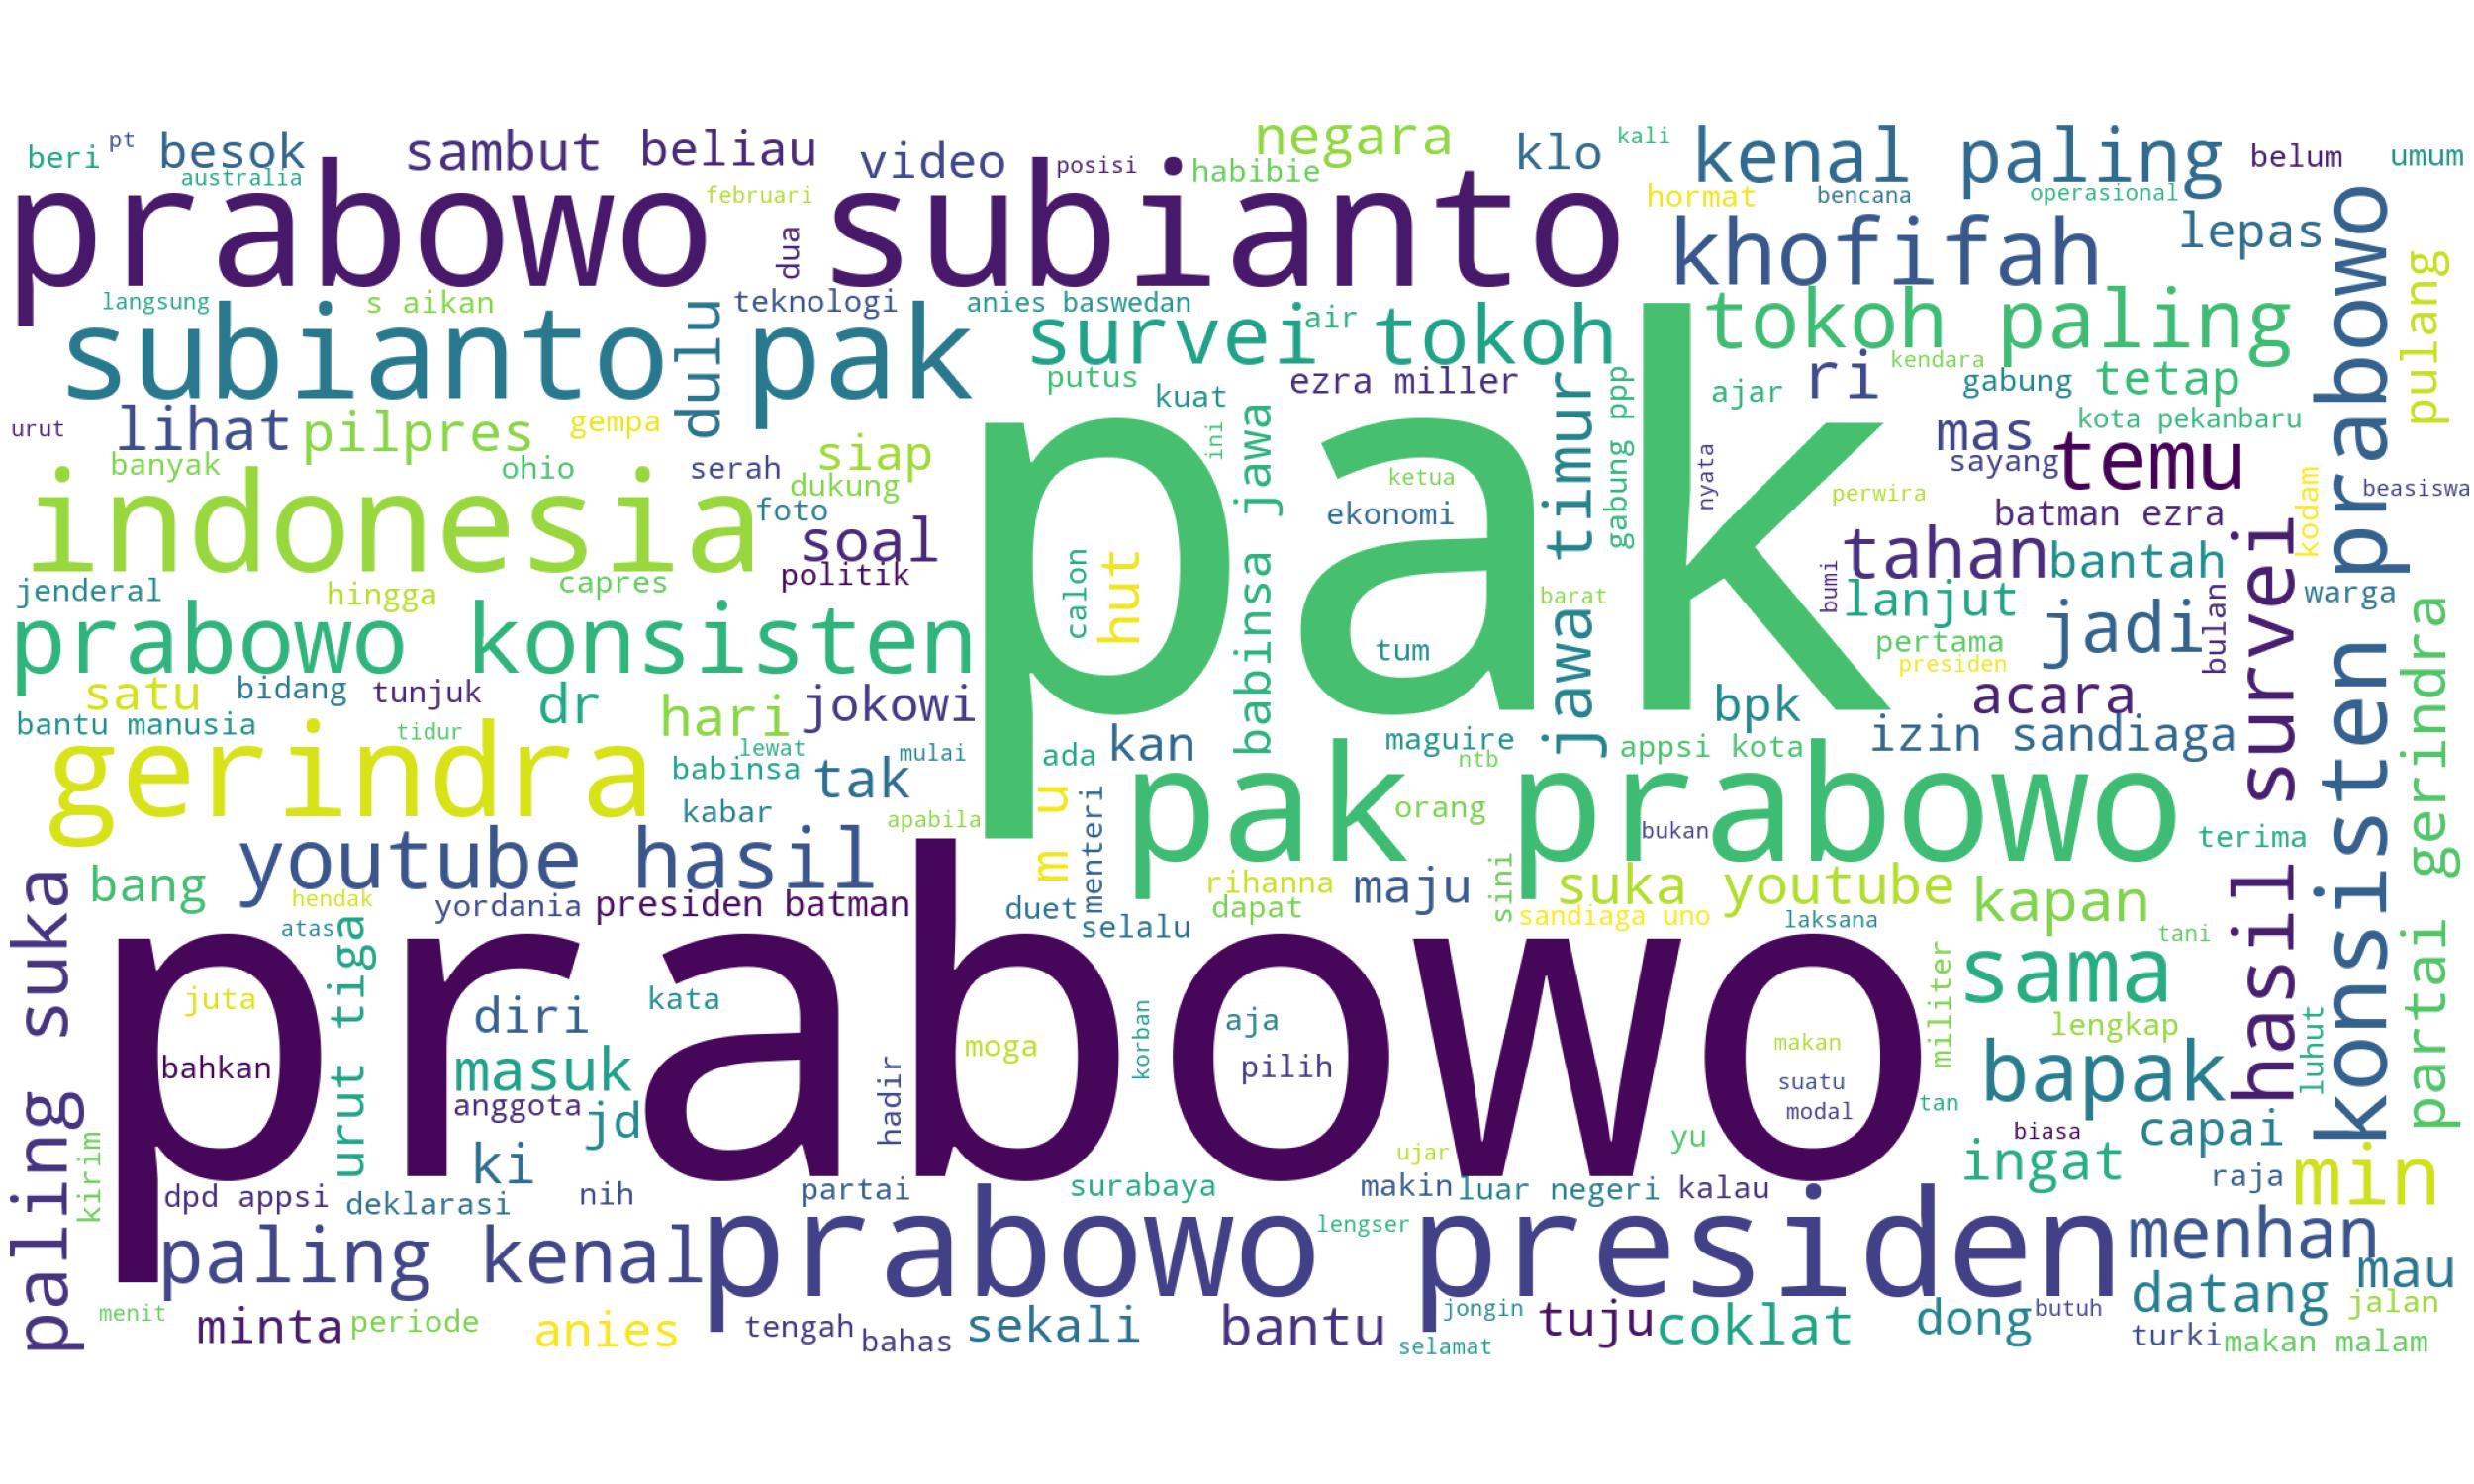 beri
pt
besok
sambut
beliau
video
posisi
negara
habibie
klo
kali
kenal paling
belum
umum
australia
prabowo subianto
februari
dua
hormat
bencana
operasional
khofifah
lepas
langsung
s aikan
dulu
teknologi
anies baswedan
subianto pak
survei tokoh
air
tokoh paling
pulang
putus
kuat
ezra miller
ajar
ri
kendara
gabung
tetap
urut
lihat
pilpres
gempa
mas
kota pekanbaru
banyak
ohio
serah
siap
dukung
ini
babinsa jawa
ketua
jawa timur
gabung ppp
nyata
sayang
temu
perwira
kodam
beasiswa
indonesia
foto
pak
ekonomi
batman ezra
soal
politik
calon
hut
tahan
bantah
jenderal
hingga
capres
barat
bumi
lanjut
bulan
warga
prabowo konsisten
tum
pertama
jadi
presiden
hasil survei
konsisten prabowo
partai gerindra
satu
bidang
tunjuk
dr
hari
jokowi
bpk
acara
bantu manusia
tidur
lewat
mulai
ada
kan
maguire
ntb
appsi kota
izin sandiaga
gerindra
babinsa
tak
kabar
apabila
m u
menteri
pak prabowo
orang
bukan
terima
youtube hasil
bang
hendak
yordania
presiden batman
duet
selalu
rihanna
dapat
maju
sini
suka youtube
sandiaga uno
kapan
laksana
paling suka
atas
urut tiga
tani
prabowo
juta
diri
kata
korban
aja
militer
sama
bahkan
masuk
moga
pilih
makan
suatu
modal
lengkap
luhut
anggota
jd
hadir
tan
bapak
kirim
ki
ujar
yu
biasa
capai
ingat
raja
min
dpd appsi
deklarasi
nih
partai
surabaya
makin
luar negeri
kalau
paling kenal
prabowo presiden
lengser
menhan
mau
menit
minta
periode
anies
tengah
bahas
sekali
bantu
jongin
selamat
tuju
coklat
dong
butuh
datang
jalan
turki
makan malam